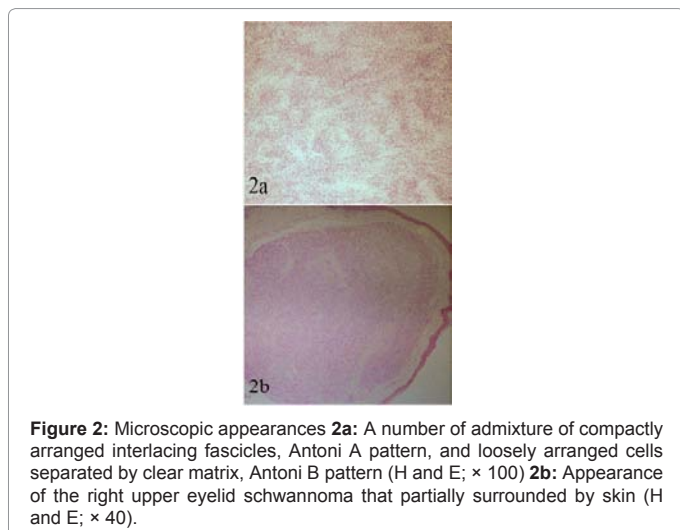 2a
2b
Figure 2: Microscopic appearances 2a: A number of admixture of compactly
arranged interlacing fascicles, Antoni A pattern, and loosely arranged cells
separated by clear matrix, Antoni B pattern (H and E; × 100) 2b: Appearance
of the right upper eyelid schwannoma that partially surrounded by skin (H
and E; × 40).